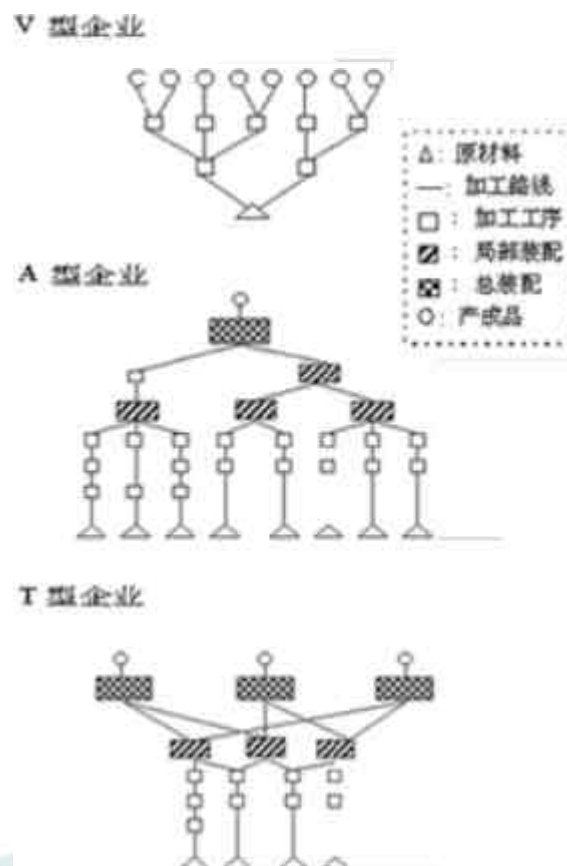 V 型企业
△: 原材料
—: 加工路线
□: 加工工序
▨: 局部装配
▩: 总装配
○: 产成品
A 型企业
T 型企业